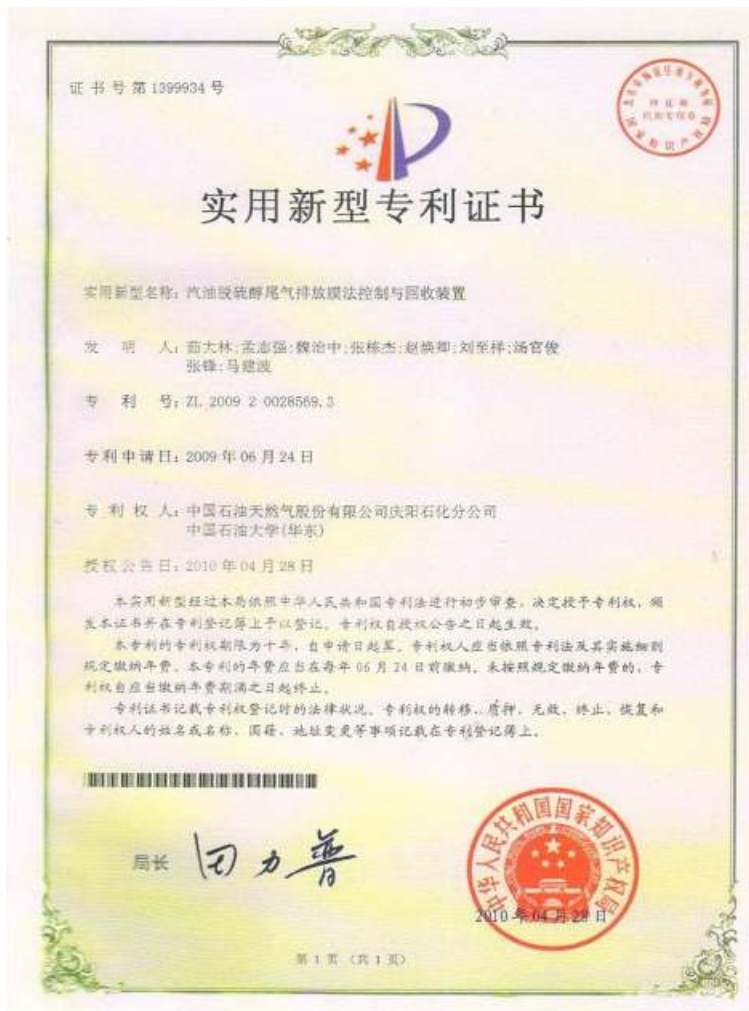 证书号第1399934号
实用新型专利证书
实用新型名称：汽油脱硫醇尾气排放膜法控制与回收装置
发 明 人：茹大林;孟志强;魏治中;张栋杰;赵焕卿;刘至祥;汤官俊
张锋;马建波
专 利 号：ZL 2009 2 0028569.3
专利申请日：2009年06月24日
专 利 权 人：中国石油天然气股份有限公司庆阳石化分公司
中国石油大学(华东)
授权公告日：2010年04月28日
本实用新型经过本局依照中华人民共和国专利法进行初步审查，决定授予专利权，颁
发本证书并在专利登记簿上予以登记。专利权自授权公告之日起生效。
本专利的专利权期限为十年，自申请日起算。专利权人应当依照专利法及其实施细则
规定缴纳年费。本专利的年费应当在每年06月24日前缴纳。未按照规定缴纳年费的，专
利权自应当缴纳年费期满之日起终止。
专利证书记载专利权登记时的法律状况。专利权的转移、质押、无效、终止、恢复和
专利权人的姓名或名称、国籍、地址变更等事项记载在专利登记簿上。
局长 田力普
中华人民共和国国家知识产权局
2010年04月28日
第1页（共1页）